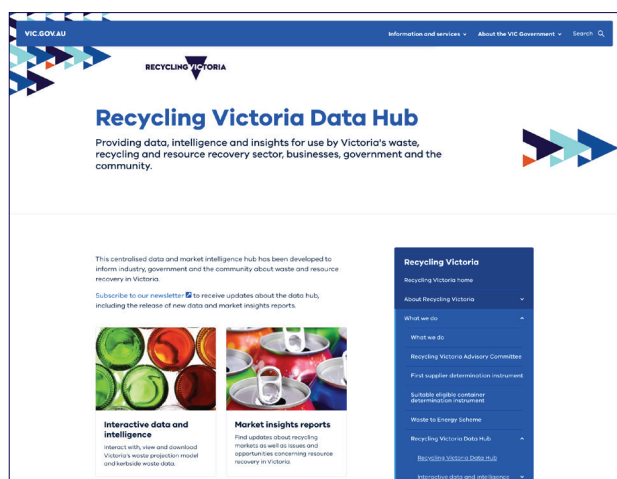 VIC.GOV.AU
Information and services
About the VIC Government
Search
RECYCLING VICTORIA
Recycling Victoria Data Hub
Providing data, intelligence and insights for use by Victoria's waste,
recycling and resource recovery sector, businesses, government and the
community.
This centralised data and market intelligence hub has been developed to
inform industry, government and the community about waste and resource
recovery in Victoria.
Subscribe to our newsletter to receive updates about the data hub,
including the release of new data and market insights reports.
Interactive data and
intelligence
Interact with, view and download
Victoria's waste projection model
and kerbside waste data.
Market insights reports
Find updates about recycling
markets as well as issues and
opportunities concerning resource
recovery in Victoria.
Recycling Victoria
Recycling Victoria home
About Recycling Victoria
What we do
What we do
Recycling Victoria Advisory Committee
First supplier determination instrument
Suitable eligible container
determination instrument
Waste to Energy Scheme
Recycling Victoria Data Hub
Recycling Victoria Data Hub
Interactive data and intelligence